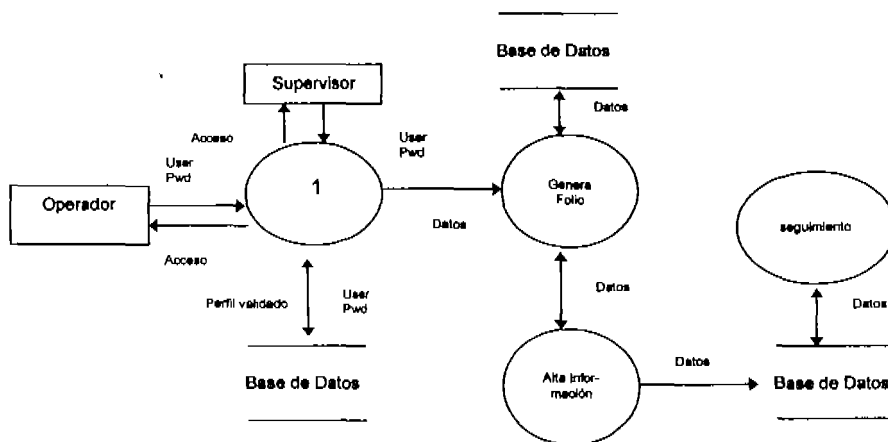 Base de Datos
Supervisor
Datos
Acceso
User
Pwd
User
Pwd
1
Genera
Folio
Operador
Datos
seguimiento
Acceso
Datos
Perfil validado
User
Pwd
Datos
Datos
Base de Datos
Alta Infor-
mación
Base de Datos